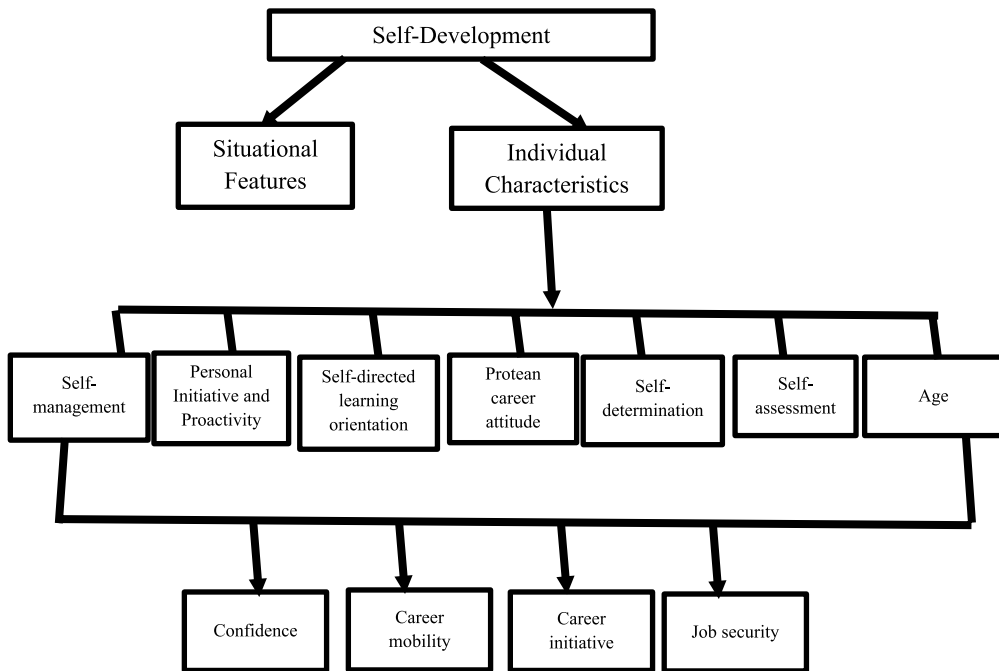 Self-Development
Situational
Features
Individual
Characteristics
Self-
management
Personal
Initiative and
Proactivity
Self-directed
learning
orientation
Protean
career
attitude
Self-
determination
Self-
assessment
Age
Confidence
Career
mobility
Career
initiative
Job security